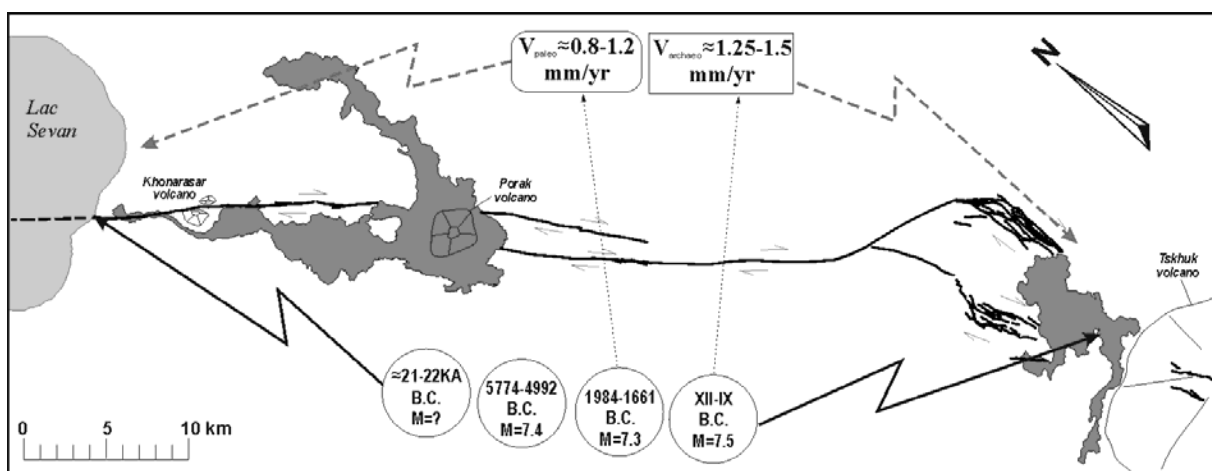 V paleo ≈0.8-1.2
mm/yr
V archaeo ≈1.25-1.5
mm/yr
N
Lac
Sevan
Khonarasar
volcano
Porak
volcano
Tskhuk
volcano
≈21-22KA
B.C.
M=?
5774-4992
B.C.
M=7.4
1984-1661
B.C.
M=7.3
XII-IX
B.C.
M=7.5
0 5 10 km